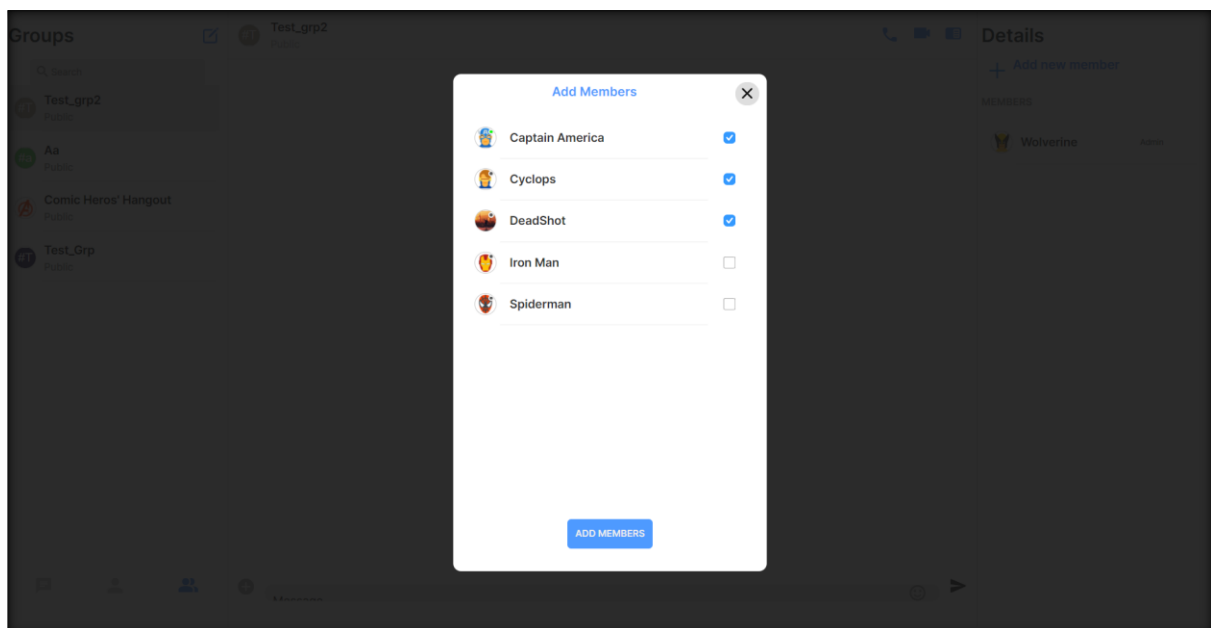 Groups
Search
Test_grp2
Public
Aa
Public
Comic Heros' Hangout
Public
#T
Test_Grp
Public
#T
Test_grp2
Public
Add Members
Captain America
Cyclops
DeadShot
Iron Man
Spiderman
ADD MEMBERS
Details
Add new member
MEMBERS
Wolverine
Admin